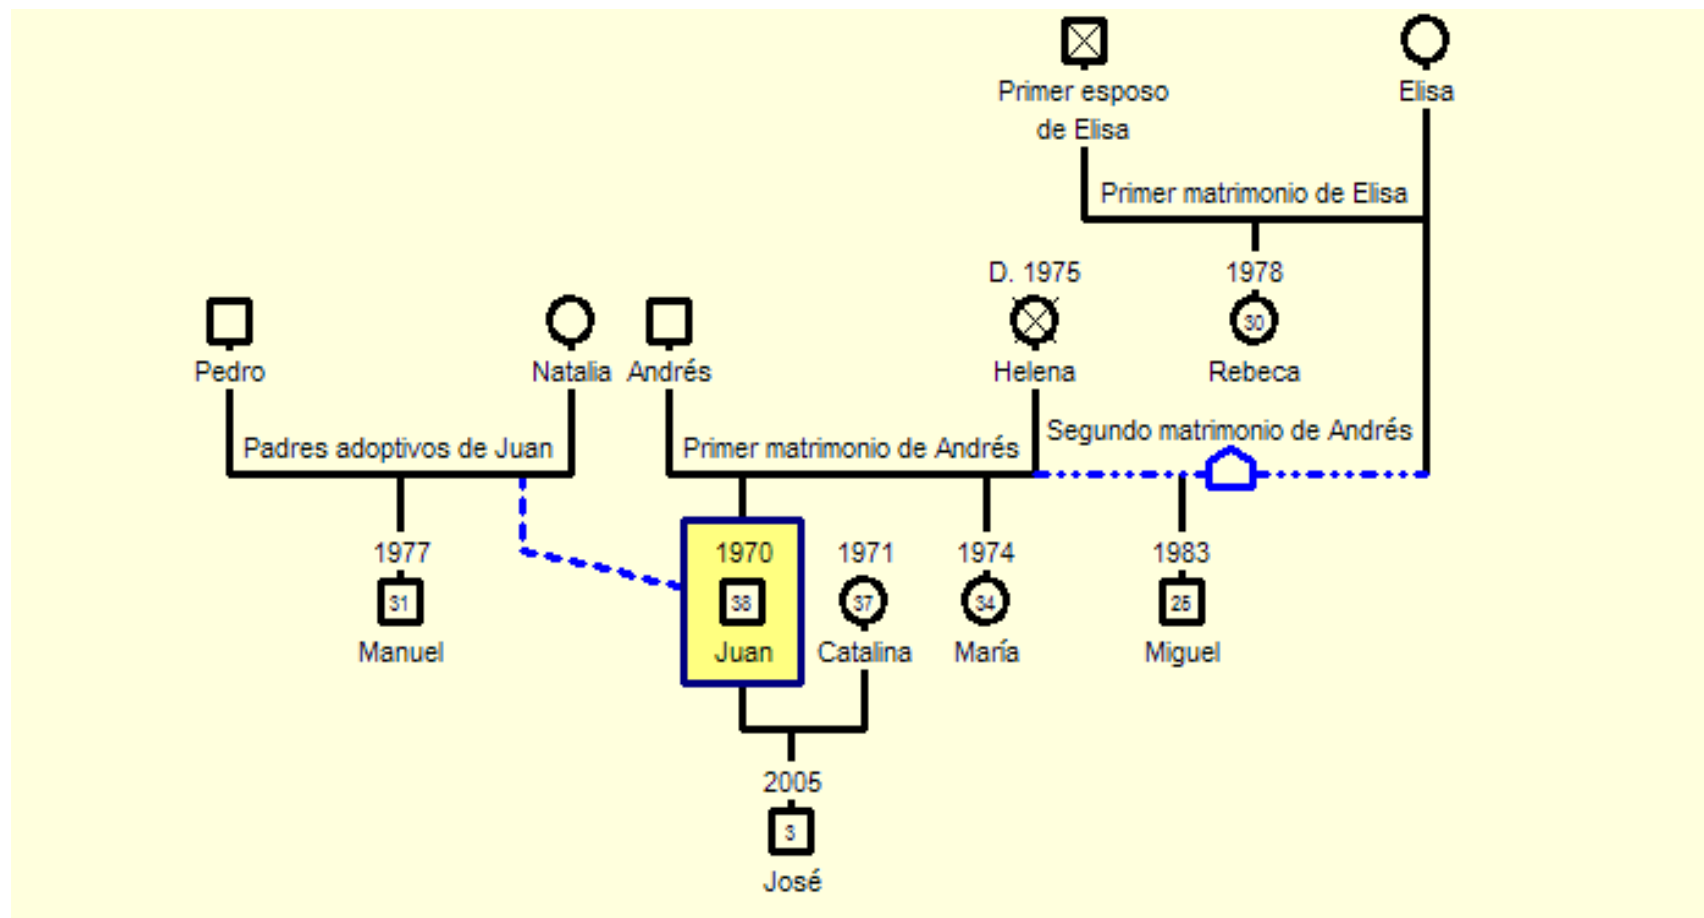 Primer esposo
de Elisa
Elisa
Primer matrimonio de Elisa
D. 1975
1978
30
Pedro
Natalia
Andrés
Helena
Rebeca
Padres adoptivos de Juan
Primer matrimonio de Andrés
Segundo matrimonio de Andrés
1977
1970
1971
1974
1983
31
38
37
34
25
Manuel
Juan
Catalina
María
Miguel
2005
3
José